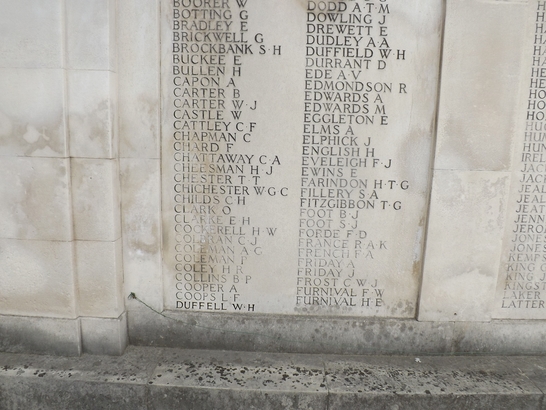 BOORER W
BOTTING G
BRADLEY E
BRICKWELL G
BROCKBANK S·H
BUCKEE E
BULLEN H
CAPON A
CARTER B
CARTER W·J
CASTLE W
CATTLEY C·F
CHAPMAN C
CHARD F
CHATTAWAY C·A
CHEESMAN H·J
CHESTER T T
CHICHESTER W·G·C
CHILDS C·H
CLARK O
CLARKE E·H
COCKERELL H·W
C J
A C
COLEMAN F
COLEY H·R
COLLINS B P
COOPER A
COOPS L F
DUFFELL W·H
DODD A·T·M
DOWLING J
DREWETT E
DUDLEY A A
DUFFIELD W·H
DURRANT D
EDE A·V
EDMONDSON R
EDWARDS A
EDWARDS M
EGGLETON E
ELMS A
ELPHICK J
ENGLISH H
EVELEIGH F·J
EWINS E
FARINDON H·T·G
FILLERY S A
FITZGIBBON T·G
FOOT B·J
FOOT S·J
FORDE F·D
FRANCE R·A·K
FRENCH F A
FRIDAY A
FRIDAY J
FROST C W J
FURNIVAL F·W
FURNIVAL H·E